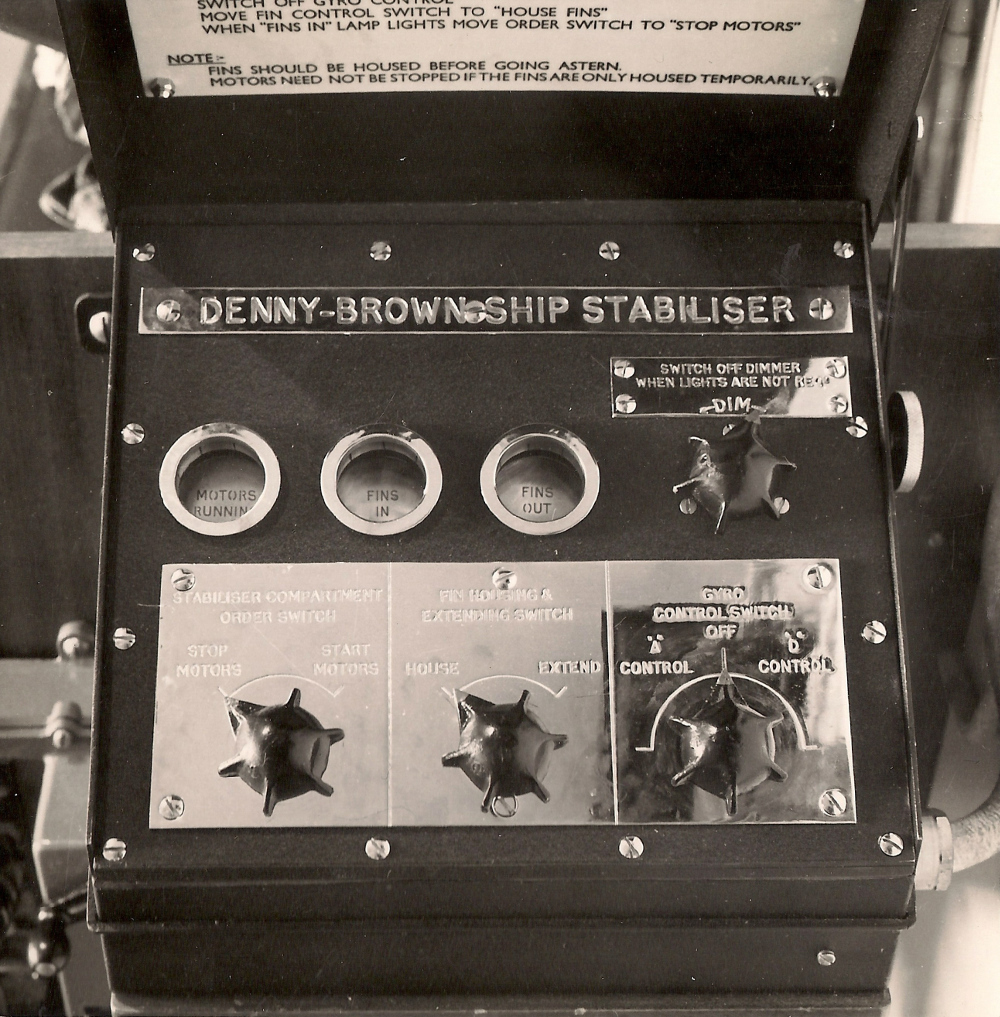 SWITCH OFF GYRO CONTROL
MOVE FIN CONTROL SWITCH TO "HOUSE FINS"
WHEN "FINS IN" LAMP LIGHTS MOVE ORDER SWITCH TO "STOP MOTORS"
NOTE:-
FINS SHOULD BE HOUSED BEFORE GOING ASTERN.
MOTORS NEED NOT BE STOPPED IF THE FINS ARE ONLY HOUSED TEMPORARILY.
DENNY-BROWN SHIP STABILISER
SWITCH OFF DIMMER
WHEN LIGHTS ARE NOT REQD
DIM
MOTORS
RUNNIN
FINS
IN
FINS
OUT
STABILISER COMPARTMENT
ORDER SWITCH
STOP
MOTORS
START
MOTORS
FIN HOUSING &
EXTENDING SWITCH
HOUSE
EXTEND
GYRO
CONTROL SWITCH
OFF
"A"
CONTROL
"D"
CONTROL